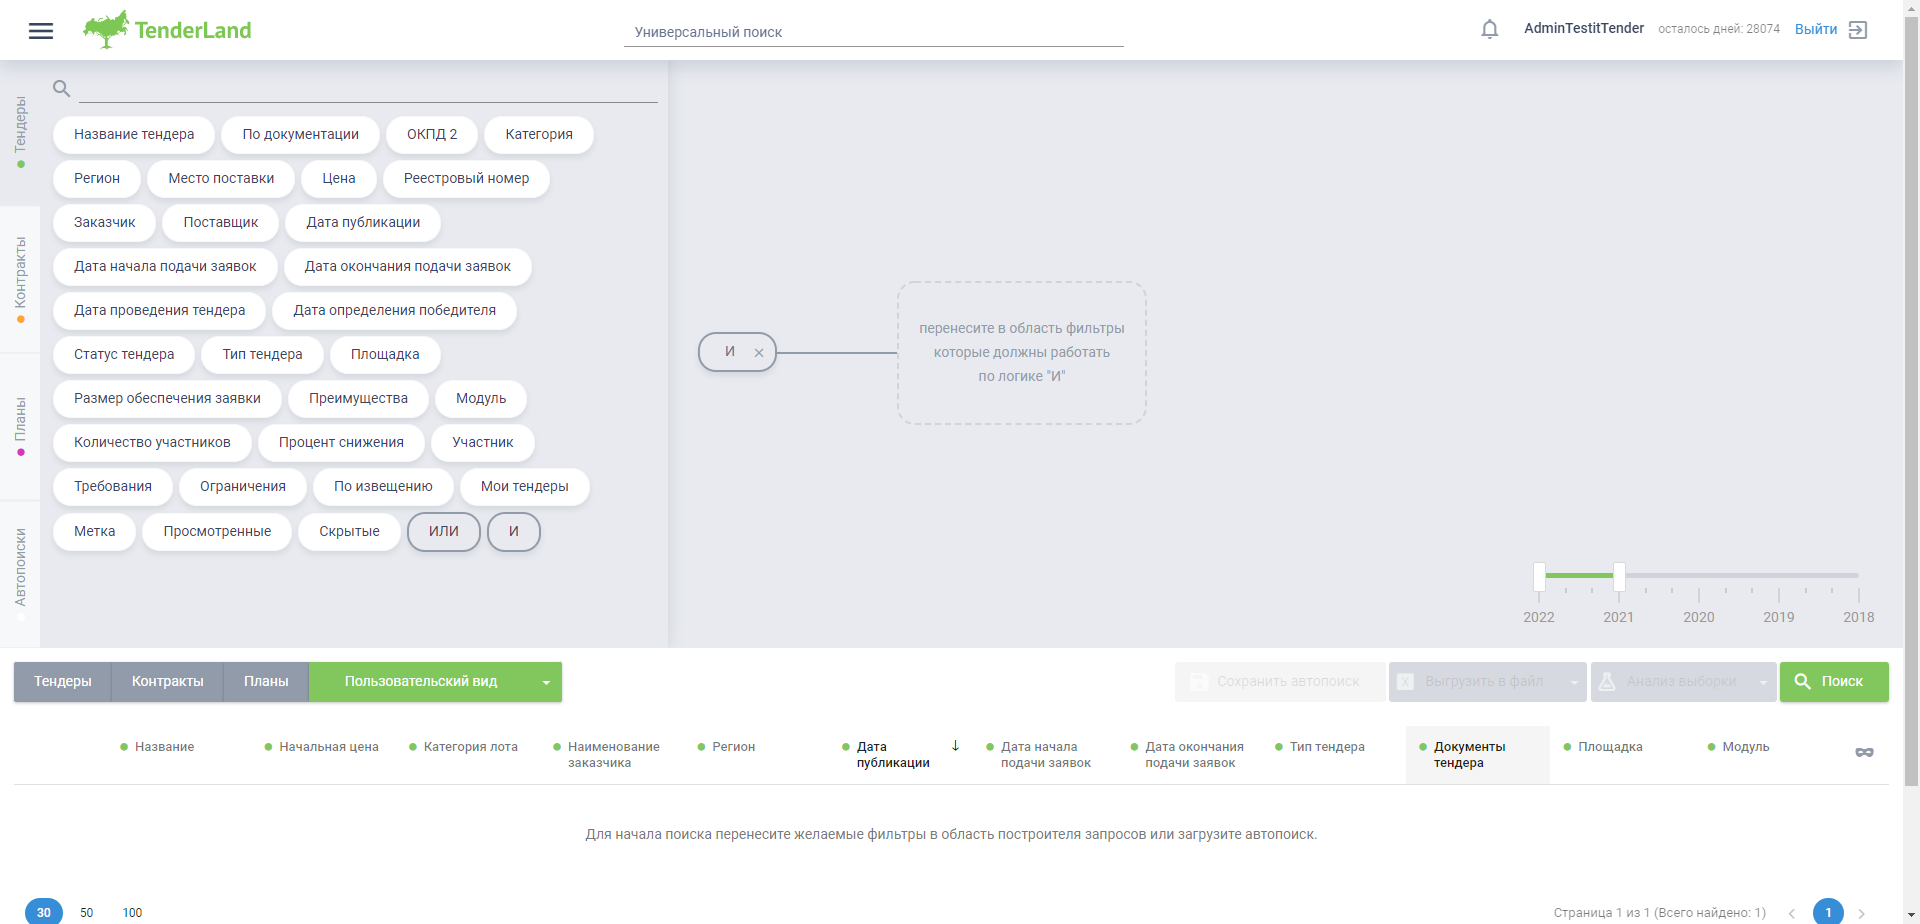 TenderLand
Универсальный поиск
AdminTestitTender
осталось дней: 28074
Выйти
Тендеры
Контракты
Планы
Автопоиски
Название тендера
По документации
ОКПД 2
Категория
Регион
Место поставки
Цена
Реестровый номер
Заказчик
Поставщик
Дата публикации
Дата начала подачи заявок
Дата окончания подачи заявок
Дата проведения тендера
Дата определения победителя
Статус тендера
Тип тендера
Площадка
Размер обеспечения заявки
Преимущества
Модуль
Количество участников
Процент снижения
Участник
Требования
Ограничения
По извещению
Мои тендеры
Метка
Просмотренные
Скрытые
ИЛИ
И
И
перенесите в область фильтры
которые должны работать
по логике "И"
2022
2021
2020
2019
2018
Тендеры
Контракты
Планы
Пользовательский вид
Сохранить автопоиск
Выгрузить в файл
Анализ выборки
Поиск
Название
Начальная цена
Категория лота
Наименование
заказчика
Регион
Дата
публикации
Дата начала
подачи заявок
Дата окончания
подачи заявок
Тип тендера
Документы
тендера
Площадка
Модуль
Для начала поиска перенесите желаемые фильтры в область построителя запросов или загрузите автопоиск.
30
50
100
Страница 1 из 1 (Всего найдено: 1)
1